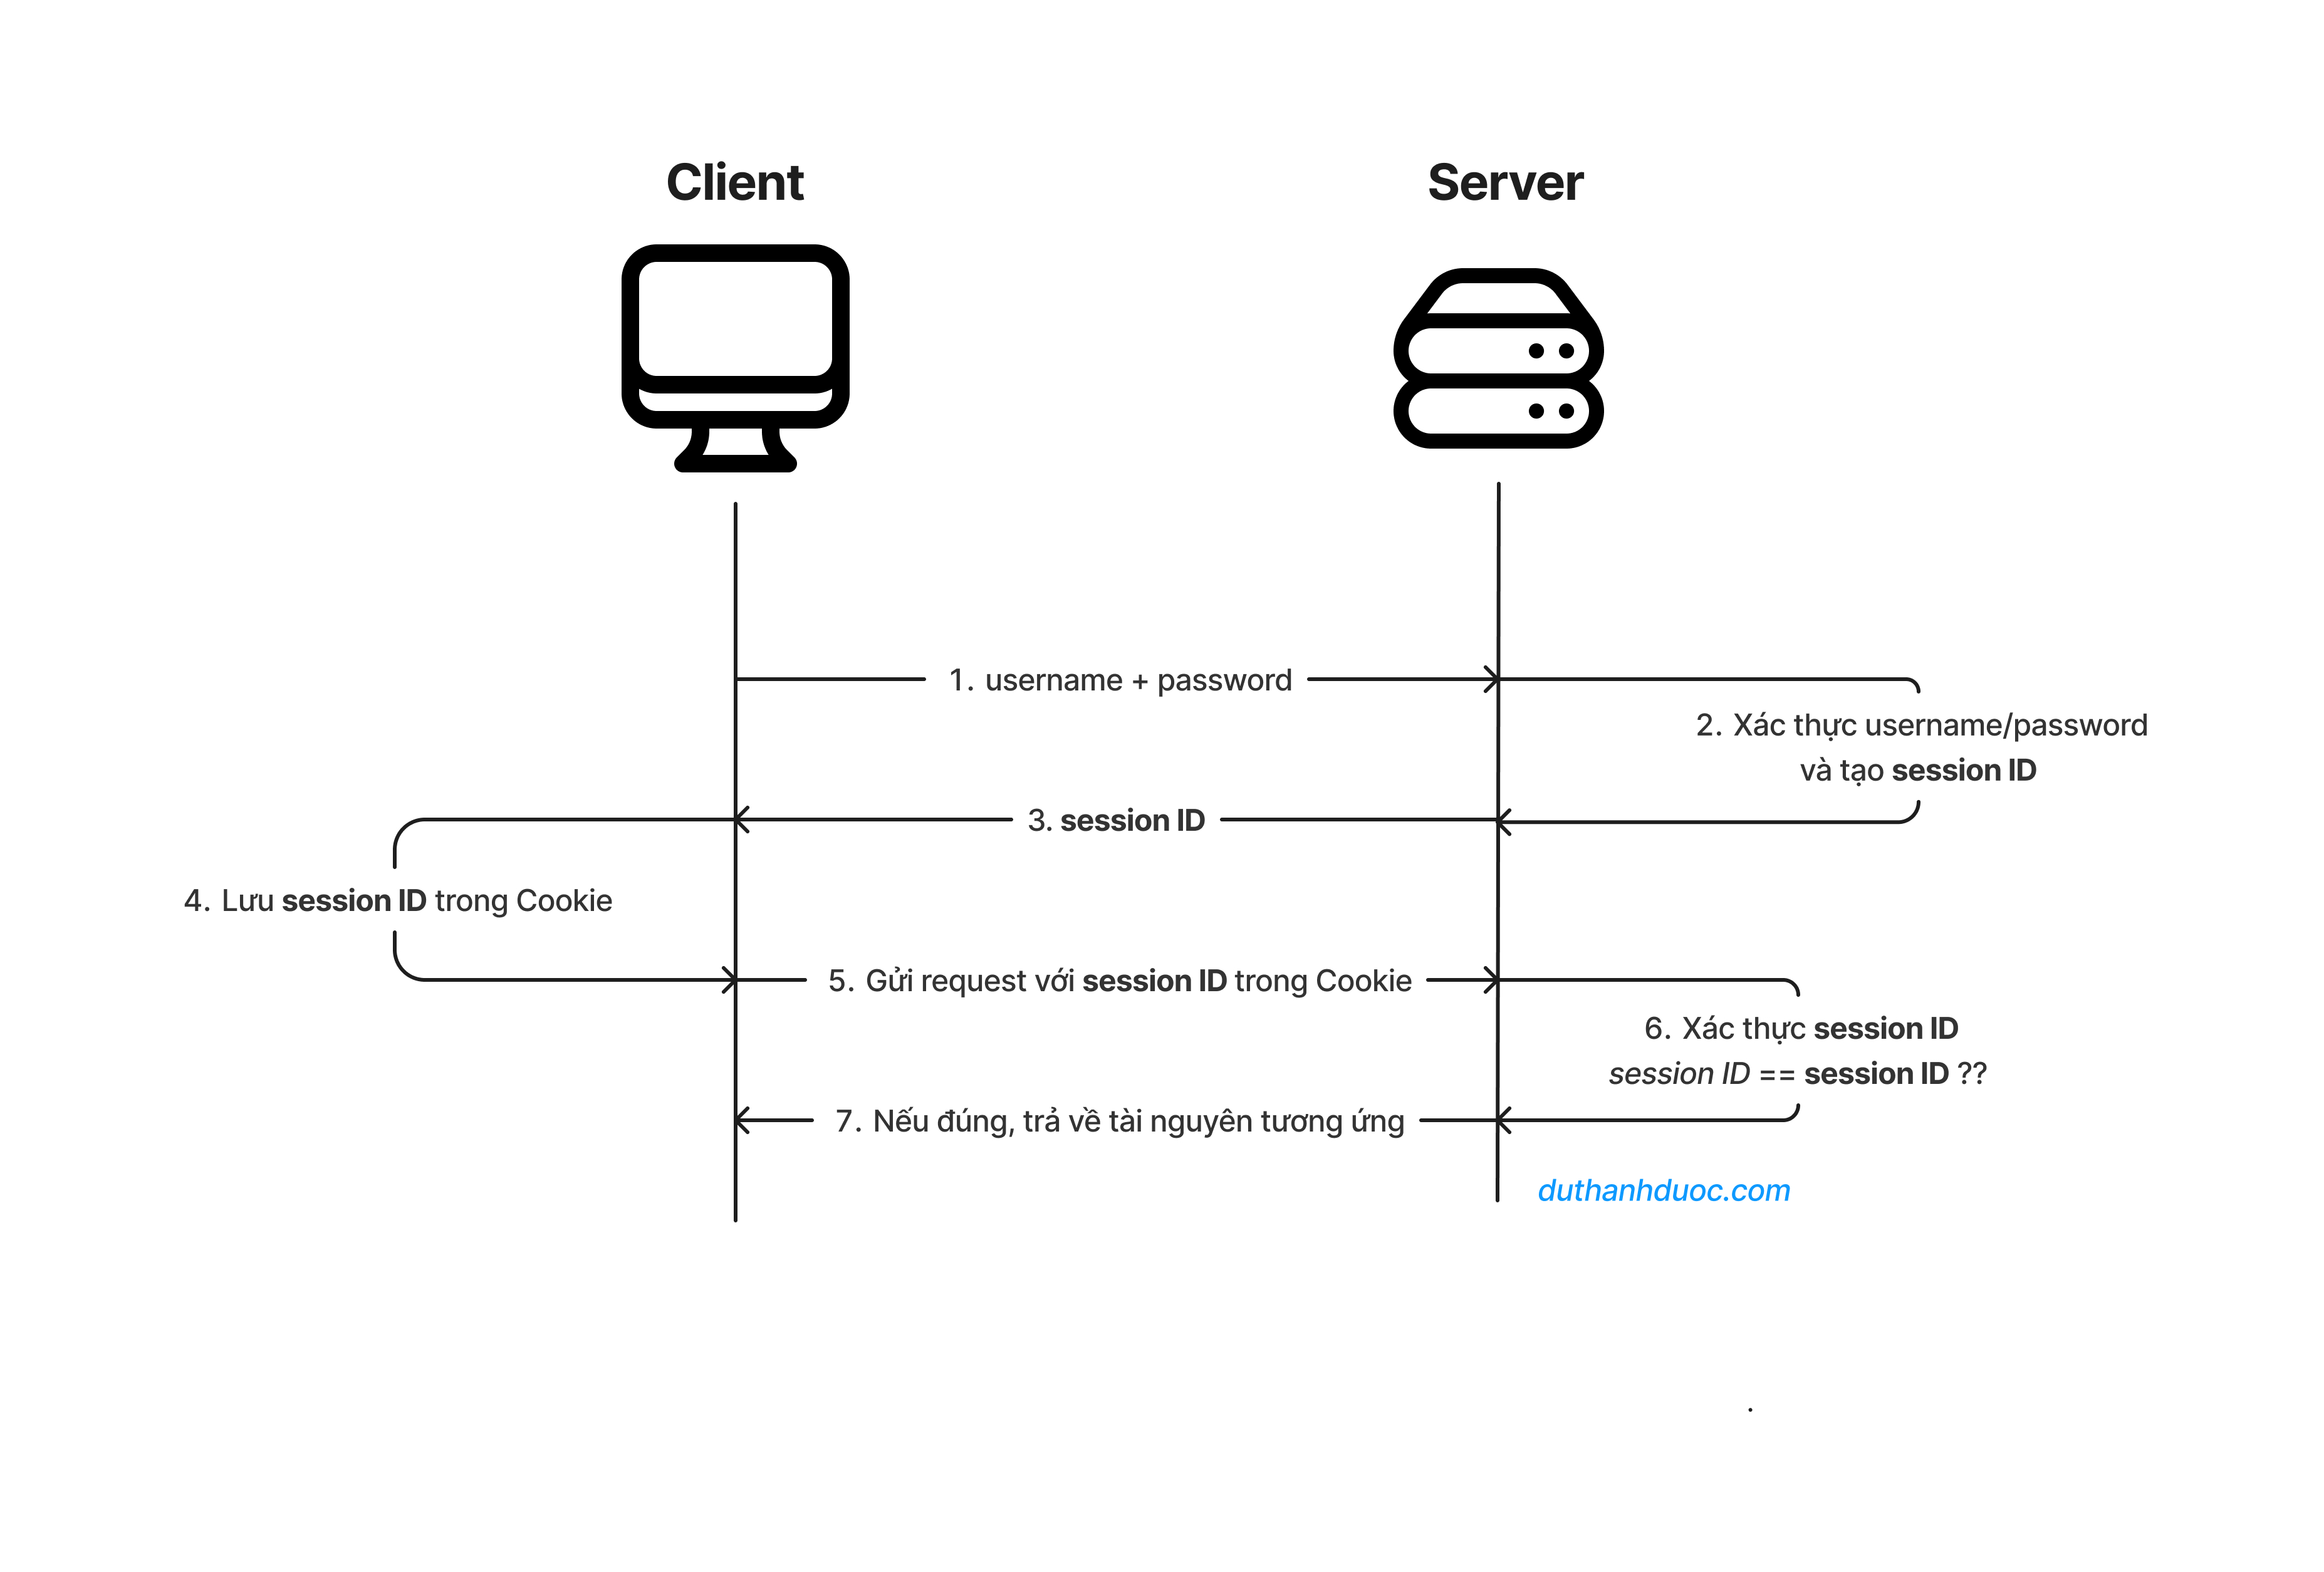 Client
Server
1. username + password
2. Xác thực username/password
và tạo session ID
3. session ID
4. Lưu session ID trong Cookie
5. Gửi request với session ID trong Cookie
6. Xác thực session ID
session ID == session ID ??
7. Nếu đúng, trả về tài nguyên tương ứng
duthanhduoc.com